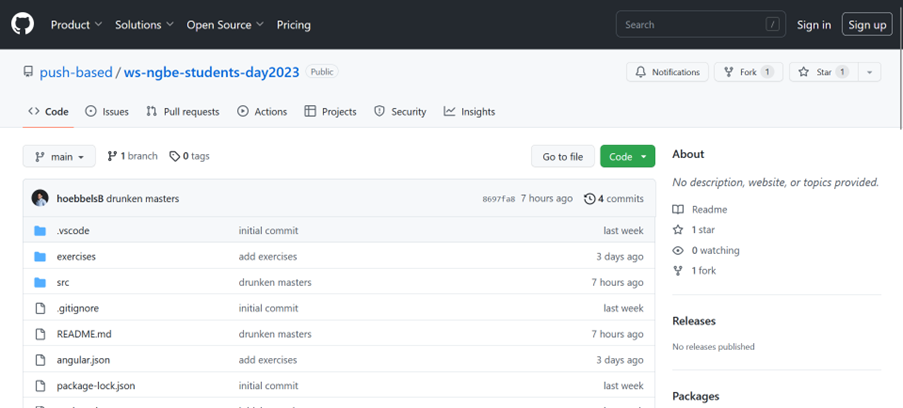 Product Solutions Open Source Pricing Search / Sign in Sign up
push-based / ws-ngbe-students-day2023 Public Notifications Fork 1 Star 1
Code Issues Pull requests Actions Projects Security Insights
main 1 branch 0 tags Go to file Code
About
No description, website, or topics provided.
Readme
1 star
0 watching
1 fork
Releases
No releases published
Packages
hoebbelsB drunken masters 8697fa8 7 hours ago 4 commits
.vscode initial commit last week
exercises add exercises 3 days ago
src drunken masters 7 hours ago
.gitignore initial commit last week
README.md drunken masters 7 hours ago
angular.json add exercises 3 days ago
package-lock.json initial commit last week